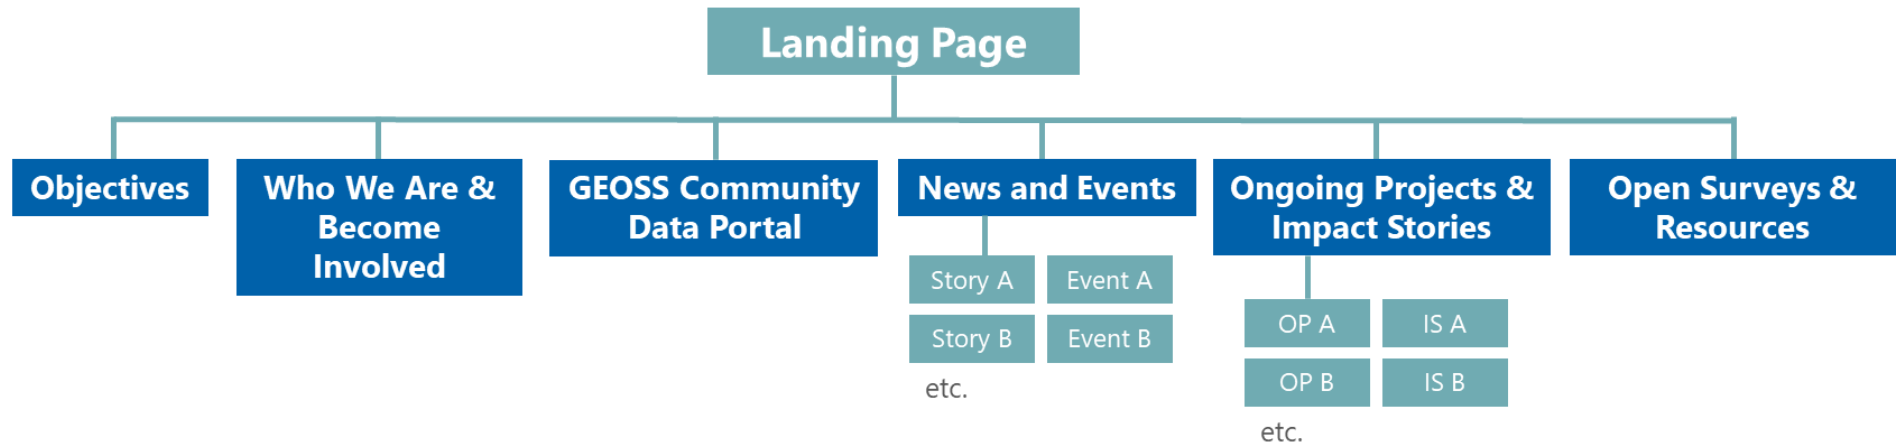 Landing Page
Objectives
Who We Are &
Become
Involved
GEOSS Community
Data Portal
News and Events
Story A
Event A
Story B
Event B
etc.
Ongoing Projects &
Impact Stories
OP A
IS A
OP B
IS B
etc.
Open Surveys &
Resources